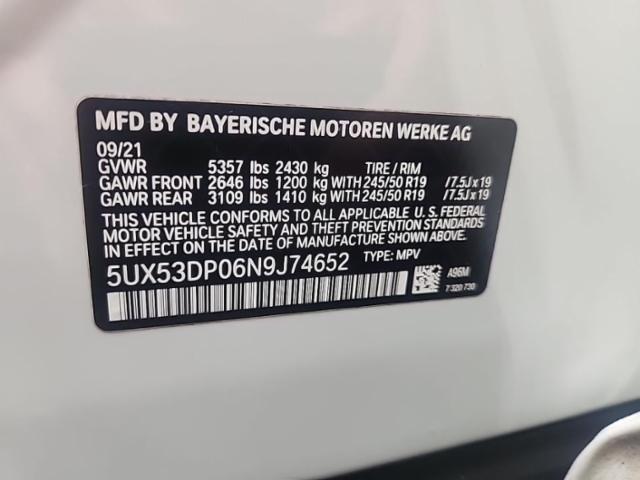 MFD BY BAYERISCHE MOTOREN WERKE AG
09/21
GVWR 5357 lbs 2430 kg TIRE / RIM
GAWR FRONT 2646 lbs 1200 kg WITH 245/50 R19 /7.5J x 19
GAWR REAR 3109 lbs 1410 kg WITH 245/50 R19 /7.5J x 19
THIS VEHICLE CONFORMS TO ALL APPLICABLE U. S. FEDERAL
MOTOR VEHICLE SAFETY AND THEFT PREVENTION STANDARDS
IN EFFECT ON THE DATE OF MANUFACTURE SHOWN ABOVE.
5UX53DP06N9J74652 TYPE: MPV
A96M
7 320 730